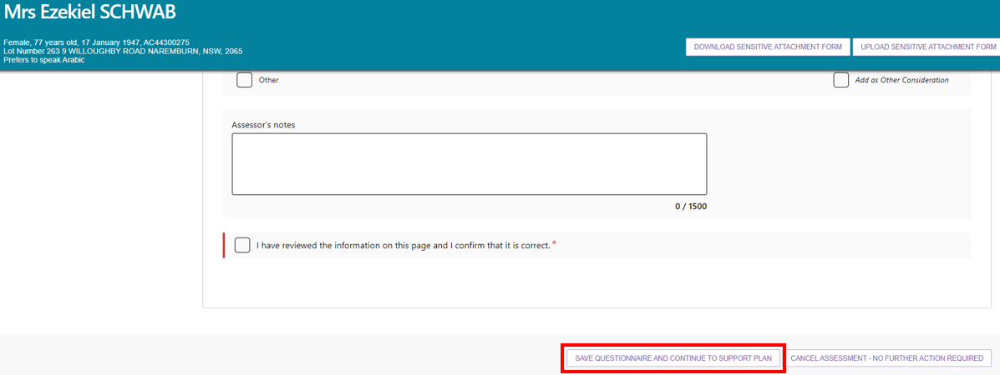 Mrs Ezekiel SCHWAB
Female, 77 years old, 17 January 1947, AC44300275
Lot Number 263 9 WILLOUGHBY ROAD NAREMBURN, NSW, 2065
Prefers to speak Arabic
DOWNLOAD SENSITIVE ATTACHMENT FORM
UPLOAD SENSITIVE ATTACHMENT FORM
Other
Add as Other Consideration
Assessor's notes
0 / 1500
I have reviewed the information on this page and I confirm that it is correct. *
SAVE QUESTIONNAIRE AND CONTINUE TO SUPPORT PLAN
CANCEL ASSESSMENT - NO FURTHER ACTION REQUIRED